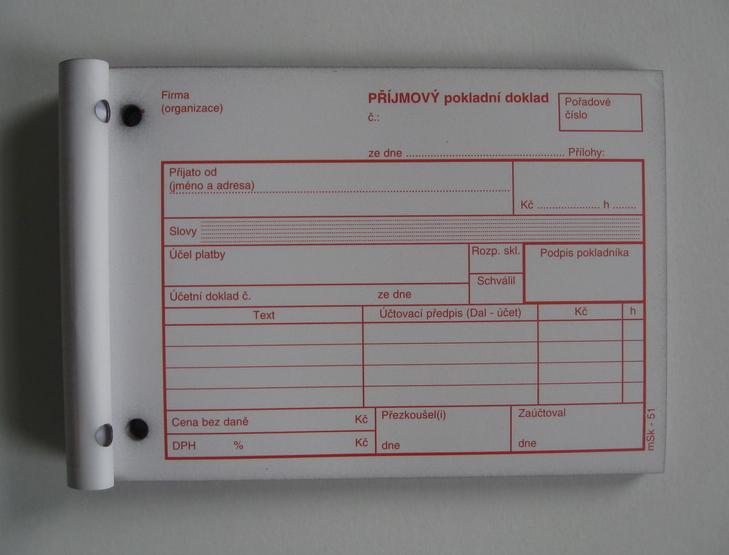 Firma
(organizace)
PŘÍJMOVÝ pokladní doklad
č.:
Pořadové
číslo
ze dne ...................................................... Přílohy:
Přijato od
(jméno a adresa)
Kč ..................... h ........
Slovy
Účel platby
Rozp. skl.
Schválil
Podpis pokladníka
Účetní doklad č. ze dne
Text Účtovací předpis (Dal - účet) Kč h
Cena bez daně Kč
DPH % Kč
Přezkoušel(i)
dne
Zaúčtoval
dne
mSk - 51